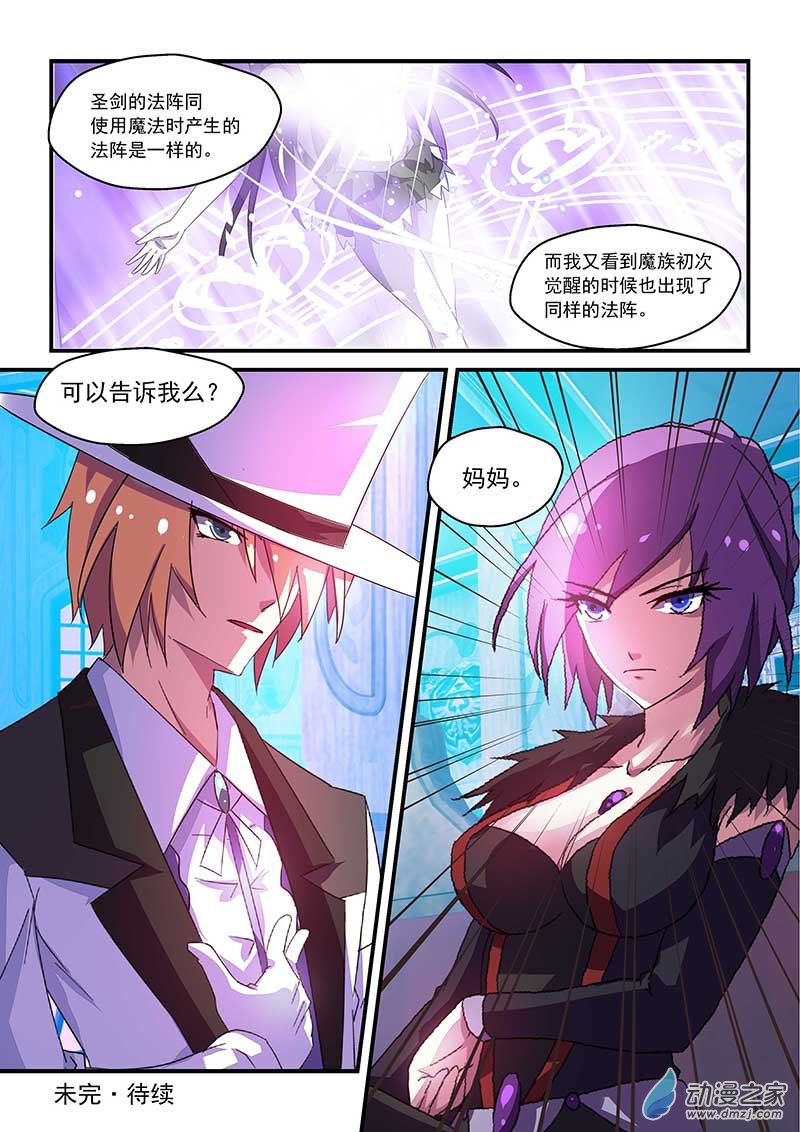 圣剑的法阵同
使用魔法时产生的
法阵是一样的。
而我又看到魔族初次
觉醒的时候也出现了
同样的法阵。
可以告诉我么？
妈妈。
未完·待续
动漫之家
www.dmzj.com